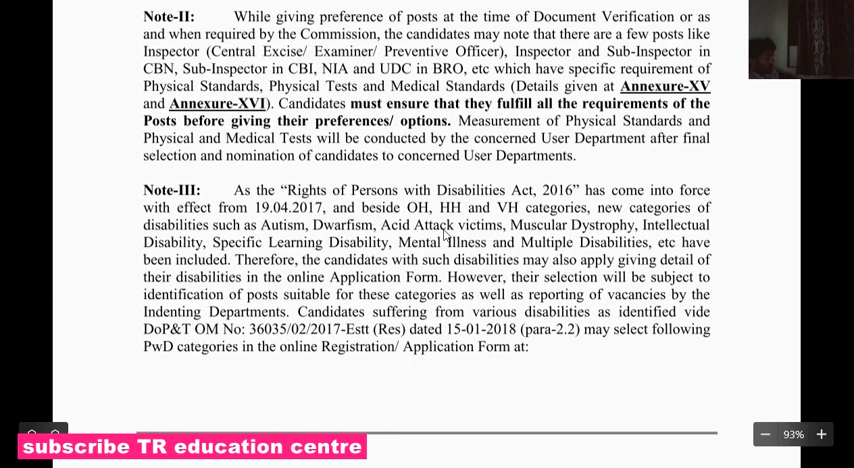 Note-II: While giving preference of posts at the time of Document Verification or as
and when required by the Commission, the candidates may note that there are a few posts like
Inspector (Central Excise/ Examiner/ Preventive Officer), Inspector and Sub-Inspector in
CBN, Sub-Inspector in CBI, NIA and UDC in BRO, etc which have specific requirement of
Physical Standards, Physical Tests and Medical Standards (Details given at Annexure-XV
and Annexure-XVI). Candidates must ensure that they fulfill all the requirements of the
Posts before giving their preferences/ options. Measurement of Physical Standards and
Physical and Medical Tests will be conducted by the concerned User Department after final
selection and nomination of candidates to concerned User Departments.
Note-III: As the “Rights of Persons with Disabilities Act, 2016” has come into force
with effect from 19.04.2017, and beside OH, HH and VH categories, new categories of
disabilities such as Autism, Dwarfism, Acid Attack victims, Muscular Dystrophy, Intellectual
Disability, Specific Learning Disability, Mental Illness and Multiple Disabilities, etc have
been included. Therefore, the candidates with such disabilities may also apply giving detail of
their disabilities in the online Application Form. However, their selection will be subject to
identification of posts suitable for these categories as well as reporting of vacancies by the
Indenting Departments. Candidates suffering from various disabilities as identified vide
DoP&T OM No: 36035/02/2017-Estt (Res) dated 15-01-2018 (para-2.2) may select following
PwD categories in the online Registration/ Application Form at:
93%
subscribe TR education centre